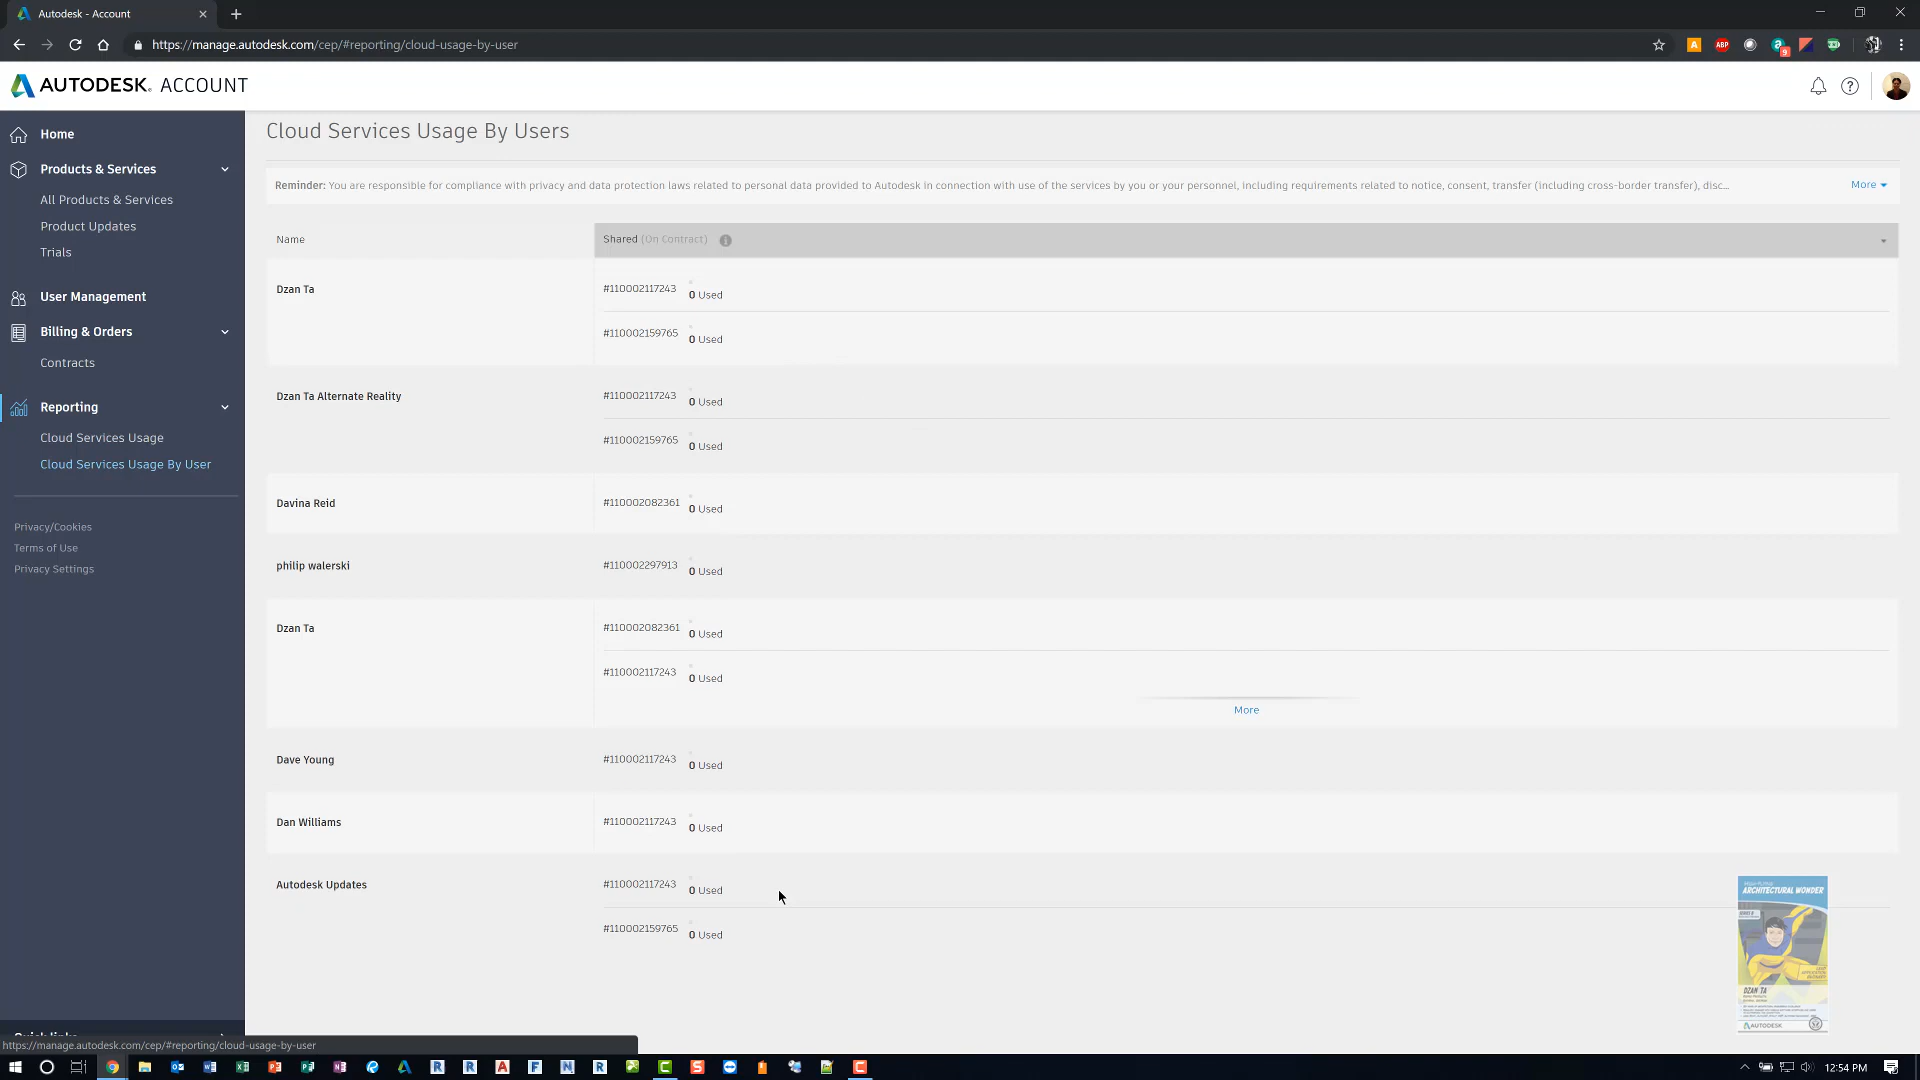 Autodesk - Account
https://manage.autodesk.com/cep/#reporting/cloud-usage-by-user
ABP
9
AUTODESK. ACCOUNT
Home
Products & Services
All Products & Services
Product Updates
Trials
User Management
Billing & Orders
Contracts
Reporting
Cloud Services Usage
Cloud Services Usage By User
Privacy/Cookies
Terms of Use
Privacy Settings
Cloud Services Usage By Users
Reminder: You are responsible for compliance with privacy and data protection laws related to personal data provided to Autodesk in connection with use of the services by you or your personnel, including requirements related to notice, consent, transfer (including cross-border transfer), disc...
More
Name
Shared (On Contract)
Dzan Ta
#110002117243 0 Used
#110002159765 0 Used
Dzan Ta Alternate Reality
#110002117243 0 Used
#110002159765 0 Used
Davina Reid
#110002082361 0 Used
philip walerski
#110002297913 0 Used
Dzan Ta
#110002082361 0 Used
#110002117243 0 Used
More
Dave Young
#110002117243 0 Used
Dan Williams
#110002117243 0 Used
Autodesk Updates
#110002117243 0 Used
#110002159765 0 Used
ARCHITECTURAL WONDER
DZAN TA
AUTODESK
https://manage.autodesk.com/cep/#reporting/cloud-usage-by-user
12:54 PM